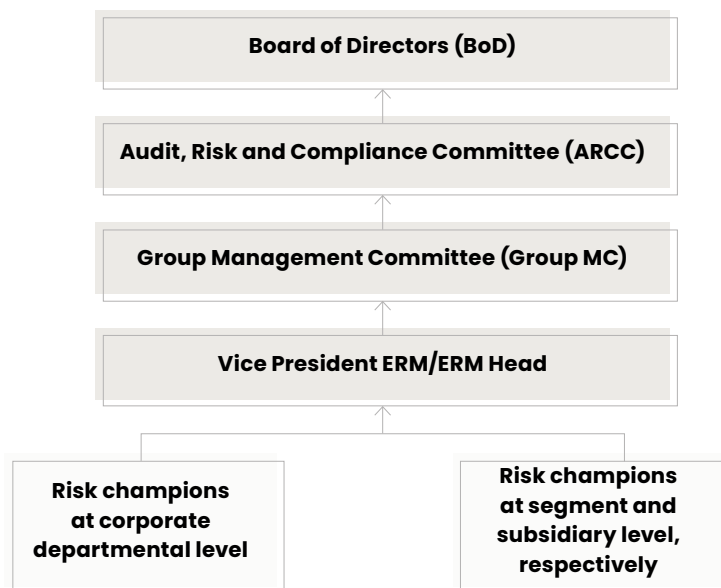 Board of Directors (BoD)
Audit, Risk and Compliance Committee (ARCC)
Group Management Committee (Group MC)
Vice President ERM/ERM Head
Risk champions
at corporate
departmental level
Risk champions
at segment and
subsidiary level,
respectively